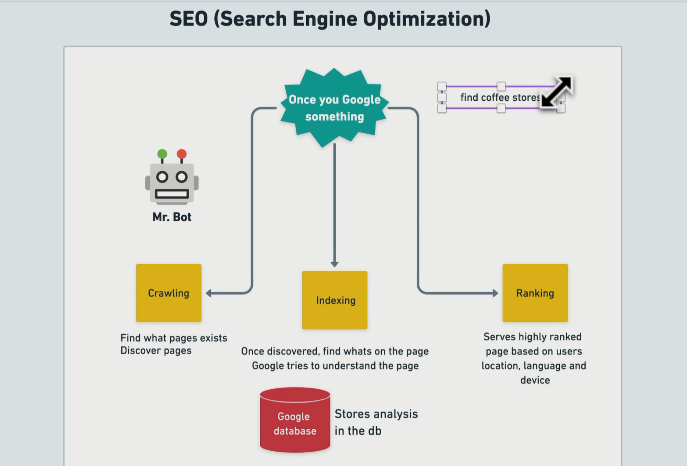 SEO (Search Engine Optimization)
Once you Google
something
find coffee stores
Mr. Bot
Crawling
Indexing
Ranking
Find what pages exists
Discover pages
Once discovered, find whats on the page
Google tries to understand the page
Serves highly ranked
page based on users
location, language and
device
Google
database
Stores analysis
in the db